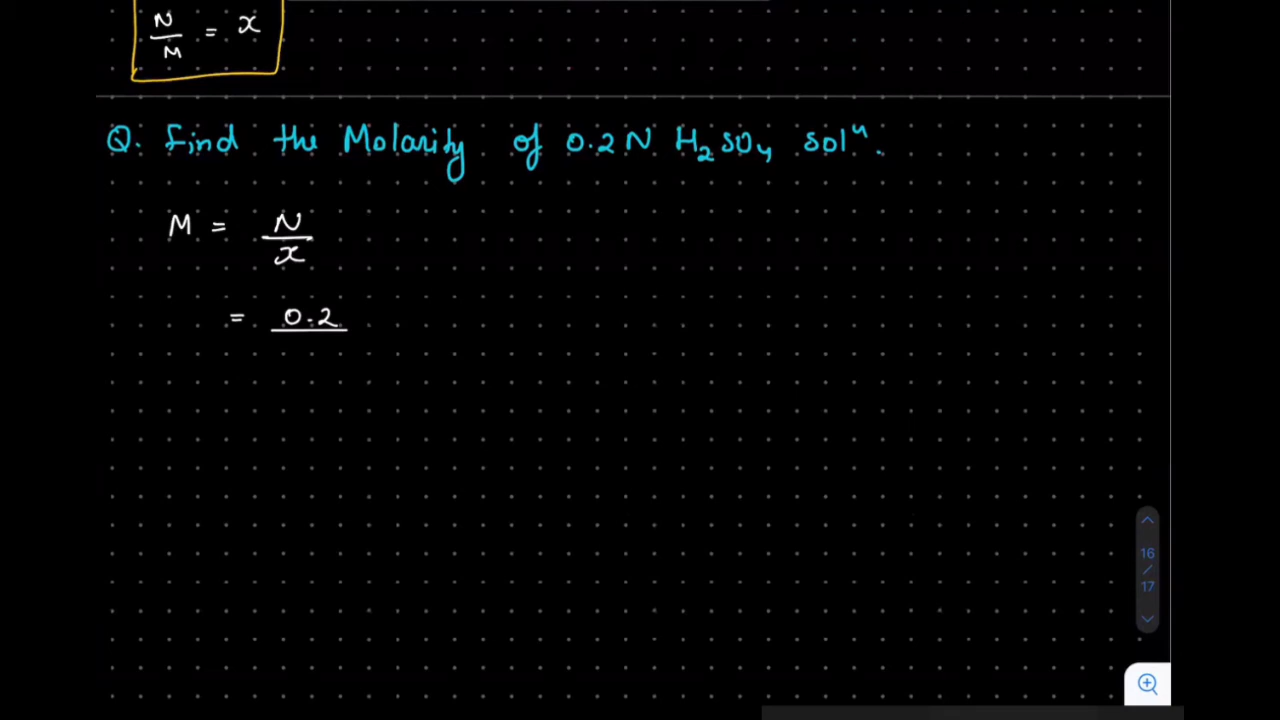 N
M = x
Q. Find the Molarity of 0.2 N H₂SO₄ solⁿ.
M = N
x
= 0.2
16
/
17